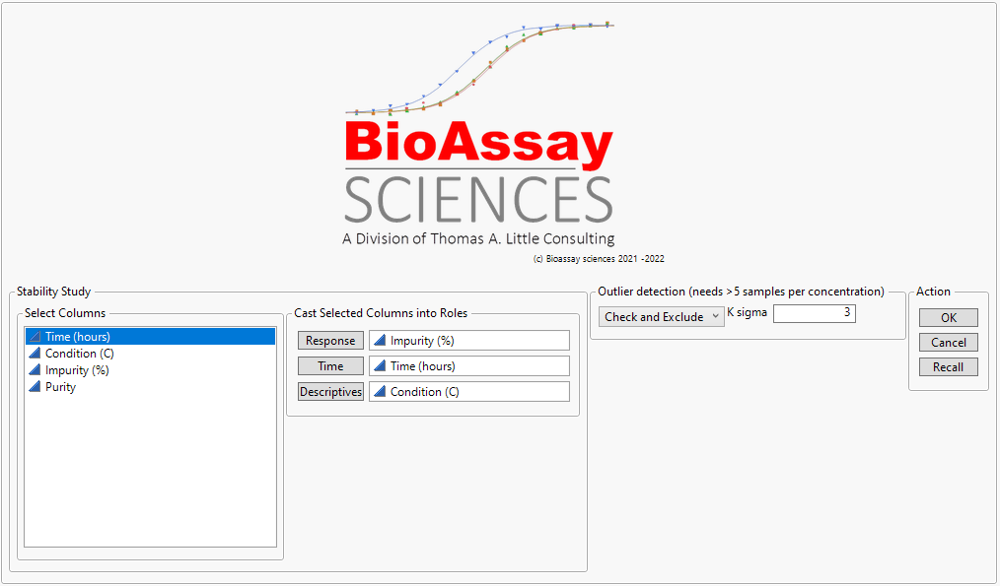 BioAssay
SCIENCES
A Division of Thomas A. Little Consulting
(c) Bioassay sciences 2021 -2022
Stability Study
Select Columns
Time (hours)
Condition (C)
Impurity (%)
Purity
Cast Selected Columns into Roles
Response Impurity (%)
Time Time (hours)
Descriptives Condition (C)
Outlier detection (needs >5 samples per concentration)
Check and Exclude K sigma 3
Action
OK
Cancel
Recall